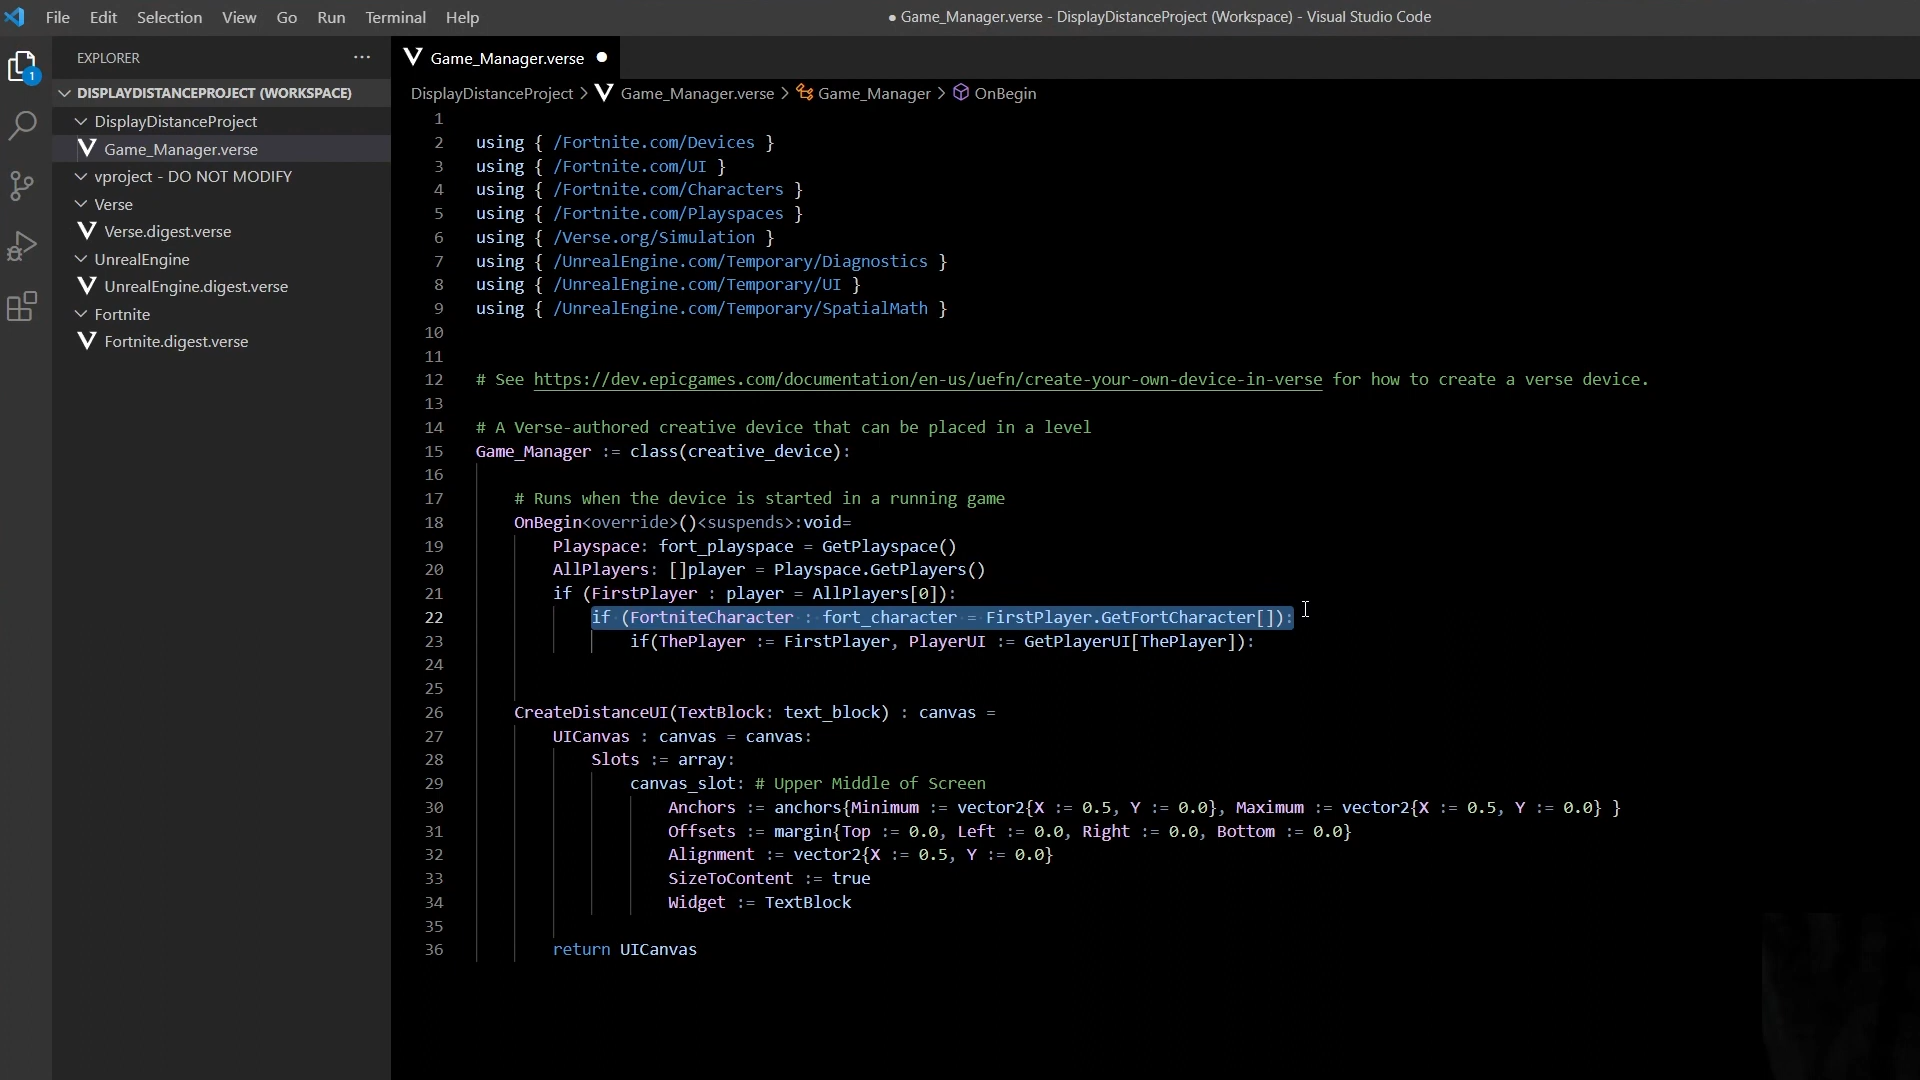 File Edit Selection View Go Run Terminal Help
● Game_Manager.verse - DisplayDistanceProject (Workspace) - Visual Studio Code
EXPLORER ···
1
DISPLAYDISTANCEPROJECT (WORKSPACE)
DisplayDistanceProject
Game_Manager.verse
vproject - DO NOT MODIFY
Verse
Verse.digest.verse
UnrealEngine
UnrealEngine.digest.verse
Fortnite
Fortnite.digest.verse
Game_Manager.verse ●
DisplayDistanceProject > Game_Manager.verse > Game_Manager > OnBegin
1
2 using { /Fortnite.com/Devices }
3 using { /Fortnite.com/UI }
4 using { /Fortnite.com/Characters }
5 using { /Fortnite.com/Playspaces }
6 using { /Verse.org/Simulation }
7 using { /UnrealEngine.com/Temporary/Diagnostics }
8 using { /UnrealEngine.com/Temporary/UI }
9 using { /UnrealEngine.com/Temporary/SpatialMath }
10
11
12 # See https://dev.epicgames.com/documentation/en-us/uefn/create-your-own-device-in-verse for how to create a verse device.
13
14 # A Verse-authored creative device that can be placed in a level
15 Game_Manager := class(creative_device):
16
17 # Runs when the device is started in a running game
18 OnBegin<override>()<suspends>:void=
19 Playspace: fort_playspace = GetPlayspace()
20 AllPlayers: []player = Playspace.GetPlayers()
21 if (FirstPlayer : player = AllPlayers[0]):
22 if (FortniteCharacter : fort_character = FirstPlayer.GetFortCharacter[]):
23 if(ThePlayer := FirstPlayer, PlayerUI := GetPlayerUI[ThePlayer]):
24
25
26 CreateDistanceUI(TextBlock: text_block) : canvas =
27 UICanvas : canvas = canvas:
28 Slots := array:
29 canvas_slot: # Upper Middle of Screen
30 Anchors := anchors{Minimum := vector2{X := 0.5, Y := 0.0}, Maximum := vector2{X := 0.5, Y := 0.0} }
31 Offsets := margin{Top := 0.0, Left := 0.0, Right := 0.0, Bottom := 0.0}
32 Alignment := vector2{X := 0.5, Y := 0.0}
33 SizeToContent := true
34 Widget := TextBlock
35
36 return UICanvas